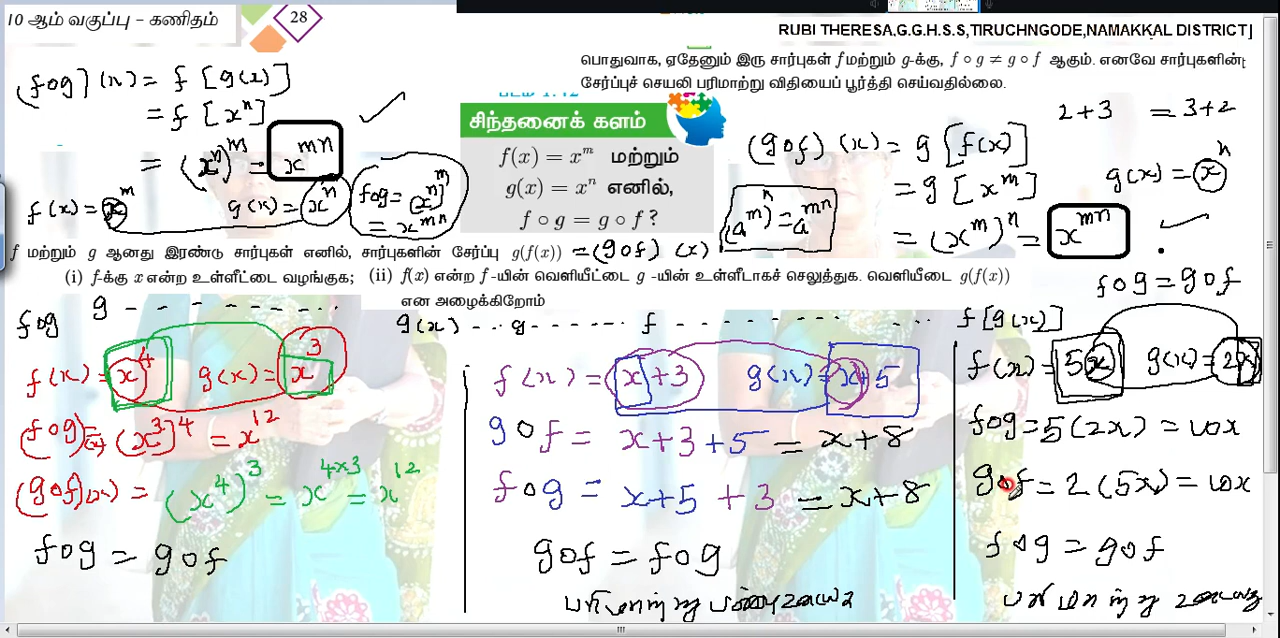 10 ஆம் வகுப்பு – கணிதம்
28
RUBI THERESA,G.G.H.S.S,TIRUCHNGODE,NAMAKKAL DISTRICT]
பொதுவாக, ஏதேனும் இரு சார்புகள் f மற்றும் g-க்கு, f ∘ g ≠ g ∘ f ஆகும். எனவே சார்புகளின்
சேர்ப்புச் செயலி பரிமாற்று விதியைப் பூர்த்தி செய்வதில்லை.
(fog](x) = f [g(x)]
= f [x^n]
= (x^n)^m = x^mn
f(x) = x^m g(x) = x^n
fog = (x^n)^m
= x^mn
சிந்தனைக் களம்
f(x) = x^m மற்றும்
g(x) = x^n எனில்,
f ∘ g = g ∘ f ?
2+3 = 3+2
(gof) (x) = g [f(x)]
g(x) = x^n
= g [x^m]
(a^m)^n = a^mn
= (x^m)^n = x^mn
f மற்றும் g ஆனது இரண்டு சார்புகள் எனில், சார்புகளின் சேர்ப்பு g(f(x)) = (gof) (x)
(i) f-க்கு x என்ற உள்ளீட்டை வழங்குக; (ii) f(x) என்ற f-யின் வெளியீட்டை g -யின் உள்ளீடாகச் செலுத்துக. வெளியீடை g(f(x))
என அழைக்கிறோம்
fog = gof
fog g - - - - - - - -
g(x) - - g - - - - - - f - - - - - - - - - - f[g(x)]
f(x) = x^4 g(x) = x^3
(fog)(x) = (x^3)^4 = x^12
(gof)(x) = (x^4)^3 = x^4×3 = x^12
fog = gof
f(x) = x+3 g(x) = x+5
gof = x+3+5 = x+8
fog = x+5 +3 = x+8
gof = fog
f(x) = 5x g(x) = 2x
fog = 5(2x) = 10x
gof = 2(5x) = 10x
fog = gof